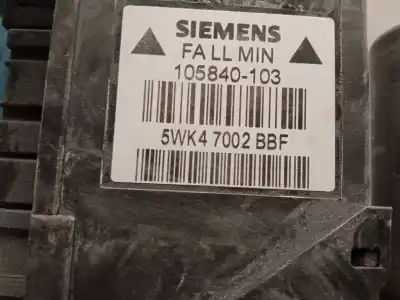 SIEMENS
FA LL MIN
105840-103
5WK4 7002 BBF